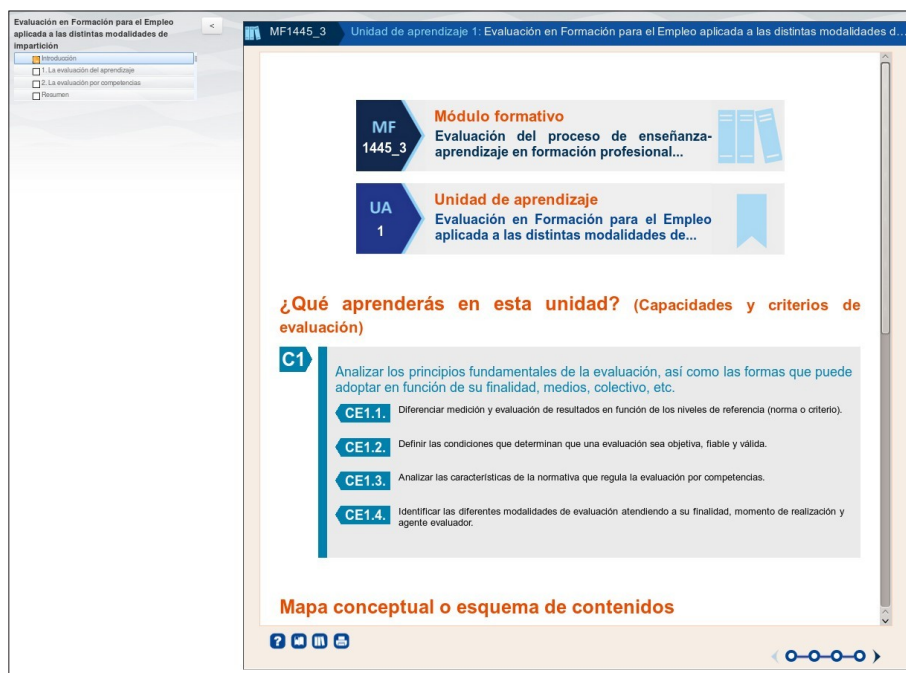 Evaluación en Formación para el Empleo
aplicada a las distintas modalidades de
impartición
<
Introducción
1. La evaluación del aprendizaje
2. La evaluación por competencias
Resumen
MF1445_3 Unidad de aprendizaje 1: Evaluación en Formación para el Empleo aplicada a las distintas modalidades d...
MF
1445_3
Módulo formativo
Evaluación del proceso de enseñanza-
aprendizaje en formación profesional...
UA
1
Unidad de aprendizaje
Evaluación en Formación para el Empleo
aplicada a las distintas modalidades de...
¿Qué aprenderás en esta unidad? (Capacidades y criterios de
evaluación)
C1
Analizar los principios fundamentales de la evaluación, así como las formas que puede
adoptar en función de su finalidad, medios, colectivo, etc.
CE1.1. Diferenciar medición y evaluación de resultados en función de los niveles de referencia (norma o criterio).
CE1.2. Definir las condiciones que determinan que una evaluación sea objetiva, fiable y válida.
CE1.3. Analizar las características de la normativa que regula la evaluación por competencias.
CE1.4. Identificar las diferentes modalidades de evaluación atendiendo a su finalidad, momento de realización y
agente evaluador.
Mapa conceptual o esquema de contenidos
?